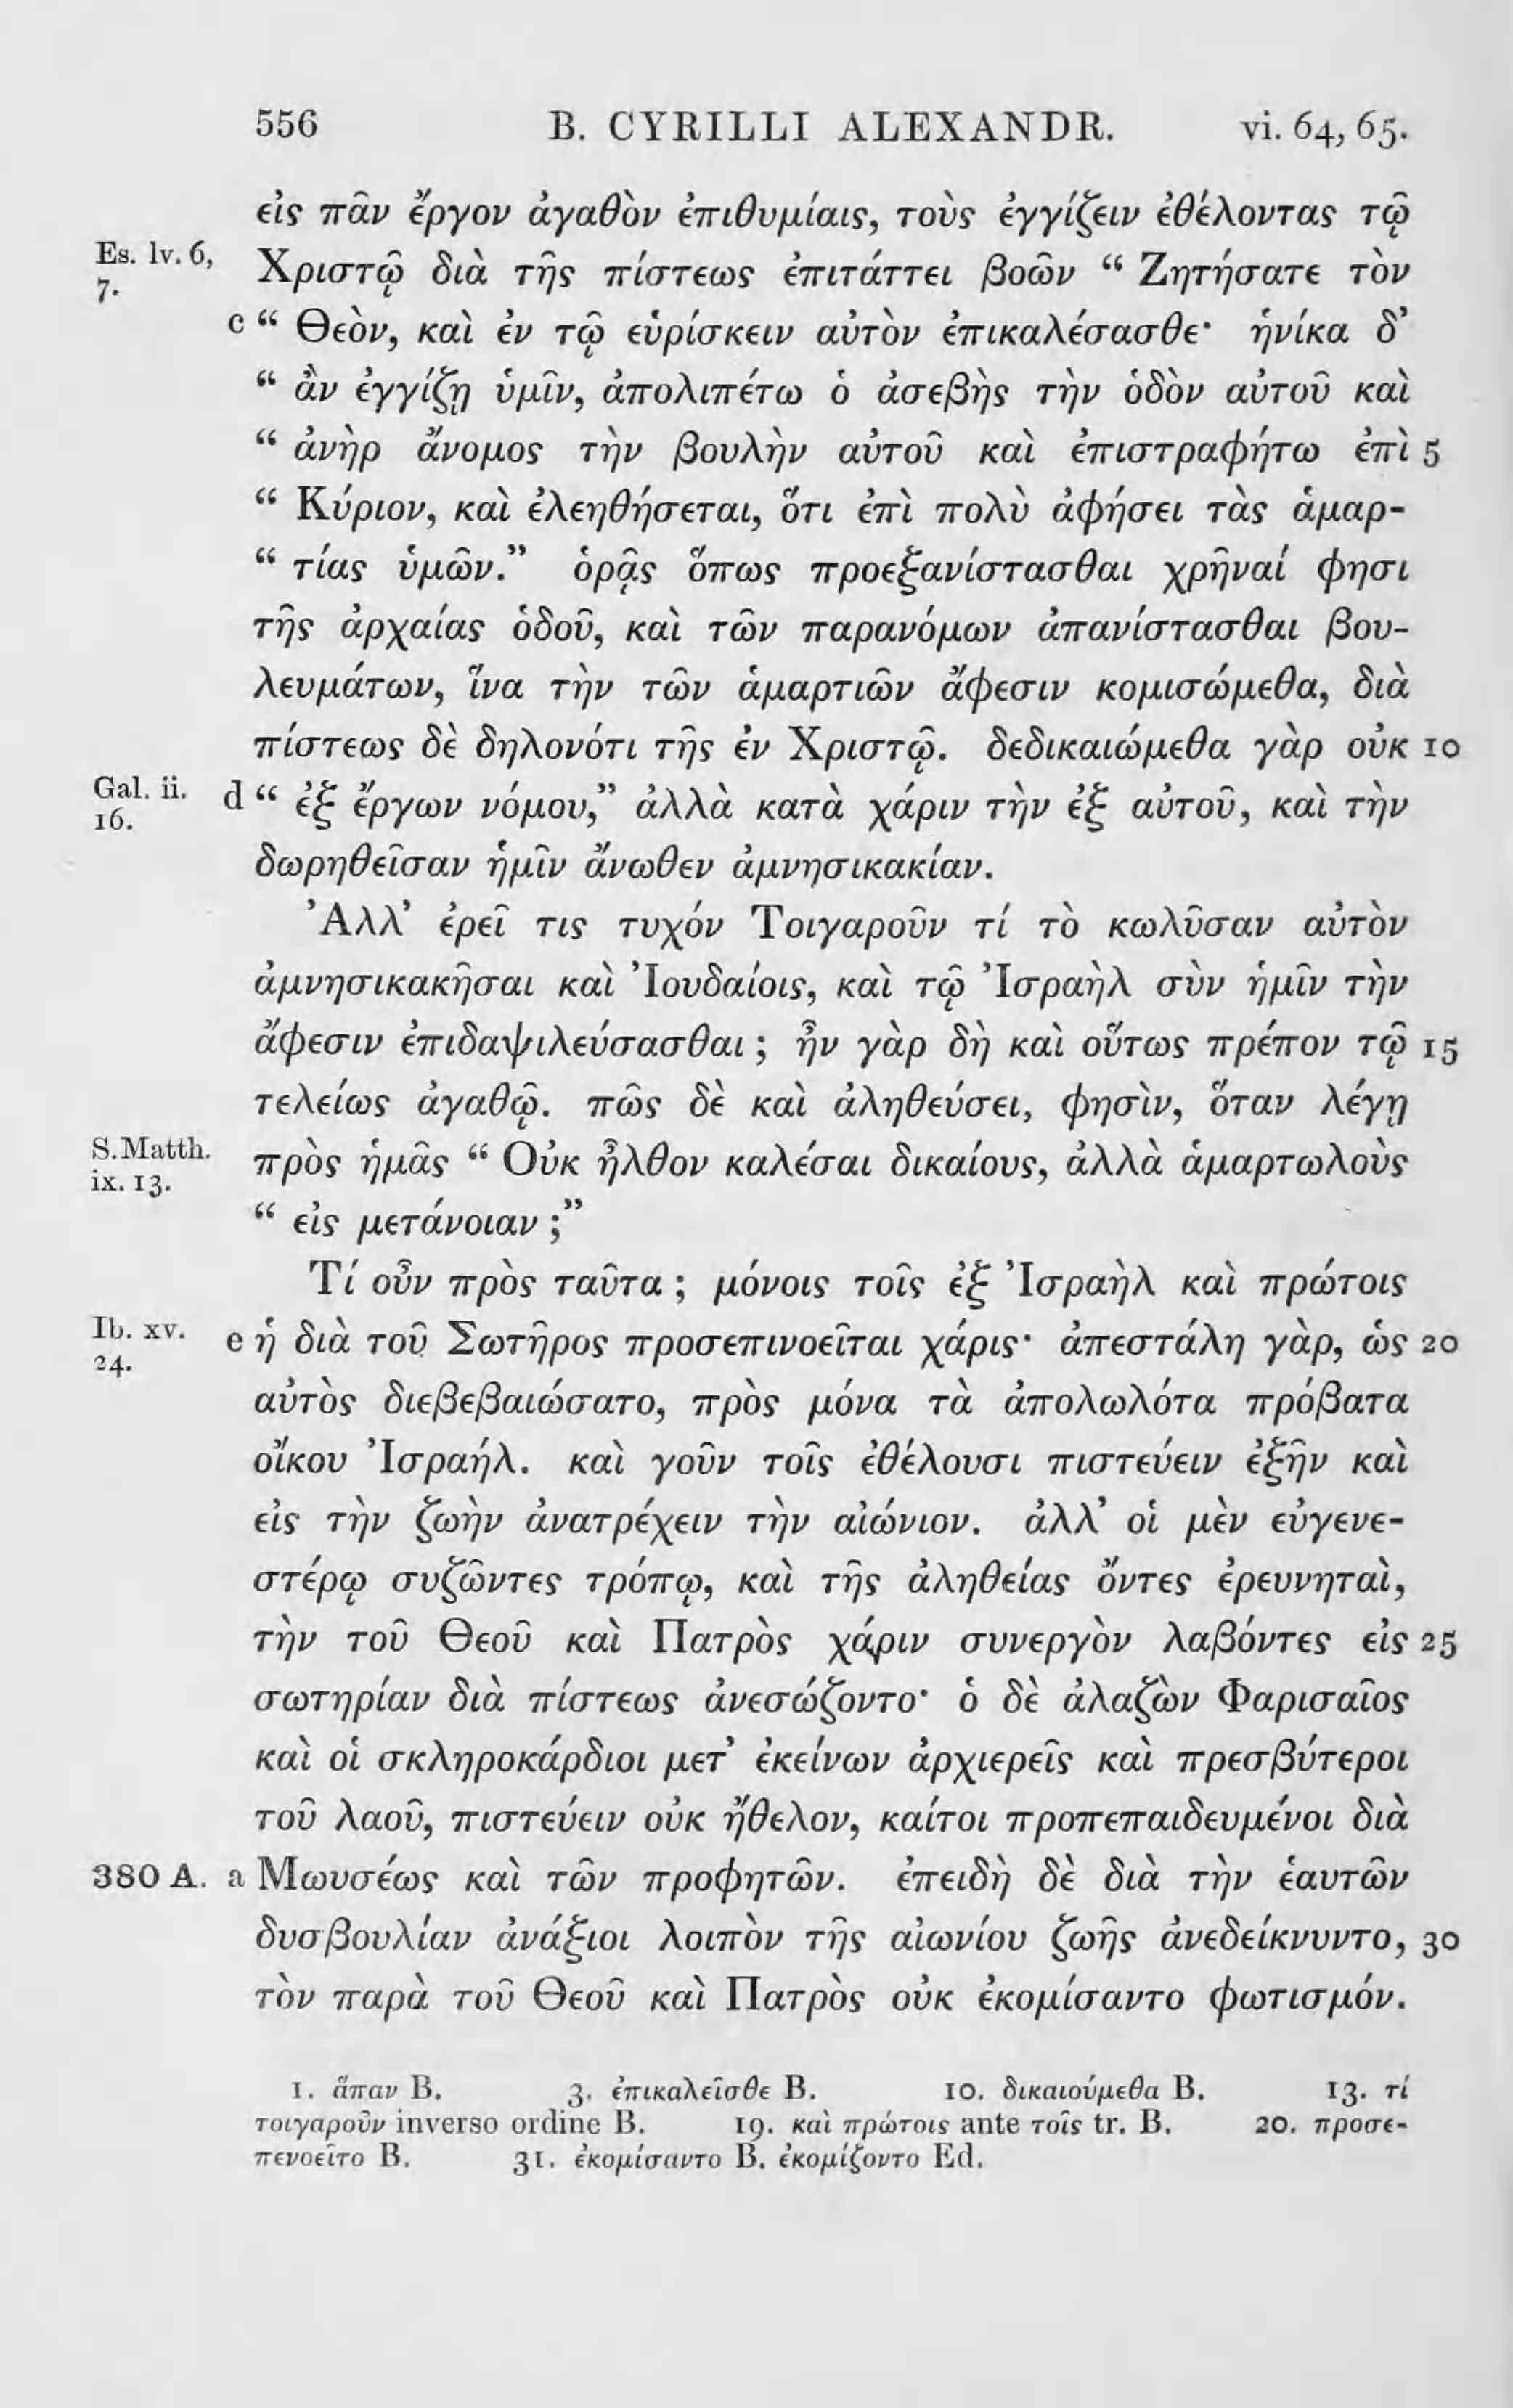 556 B. CYRILLI ALEXANDR. vi. 64, 65.
εἰς πᾶν ἔργον ἀγαθὸν ἐπιθυμίαις, τοὺς ἐγγίζειν ἐθέλοντας τῷ
Es. lv. 6, Χριστῷ διὰ τῆς πίστεως ἐπιτάττει βοῶν “ Ζητήσατε τὸν
7.
c “ Θεὸν, καὶ ἐν τῷ εὑρίσκειν αὐτὸν ἐπικαλέσασθε· ἡνίκα δ’
“ ἂν ἐγγίζῃ ὑμῖν, ἀπολιπέτω ὁ ἀσεβὴς τὴν ὁδὸν αὐτοῦ καὶ
“ ἀνὴρ ἄνομος τὴν βουλὴν αὐτοῦ καὶ ἐπιστραφήτω ἐπὶ 5
“ Κύριον, καὶ ἐλεηθήσεται, ὅτι ἐπὶ πολὺ ἀφήσει τὰς ἁμαρ-
“ τίας ὑμῶν.” ὁρᾷς ὅπως προεξανίστασθαι χρῆναί φησι
τῆς ἀρχαίας ὁδοῦ, καὶ τῶν παρανόμων ἀπανίστασθαι βου-
λευμάτων, ἵνα τὴν τῶν ἁμαρτιῶν ἄφεσιν κομισώμεθα, διὰ
πίστεως δὲ δηλονότι τῆς ἐν Χριστῷ. δεδικαιώμεθα γὰρ οὐκ 10
Gal. ii. d “ ἐξ ἔργων νόμου,” ἀλλὰ κατὰ χάριν τὴν ἐξ αὐτοῦ, καὶ τὴν
16.
δωρηθεῖσαν ἡμῖν ἄνωθεν ἀμνησικακίαν.
Ἀλλ’ ἐρεῖ τις τυχόν Τοιγαροῦν τί τὸ κωλῦσαν αὐτὸν
ἀμνησικακῆσαι καὶ Ἰουδαίοις, καὶ τῷ Ἰσραὴλ σὺν ἡμῖν τὴν
ἄφεσιν ἐπιδαψιλεύσασθαι ; ἦν γὰρ δὴ καὶ οὕτως πρέπον τῷ 15
τελείως ἀγαθῷ. πῶς δὲ καὶ ἀληθεύσει, φησὶν, ὅταν λέγῃ
S. Matth. πρὸς ἡμᾶς “ Οὐκ ἦλθον καλέσαι δικαίους, ἀλλὰ ἁμαρτωλοὺς
ix. 13.
“ εἰς μετάνοιαν ;”
Τί οὖν πρὸς ταῦτα ; μόνοις τοῖς ἐξ Ἰσραὴλ καὶ πρώτοις
Ib. xv. e ἡ διὰ τοῦ Σωτῆρος προσεπινοεῖται χάρις· ἀπεστάλη γὰρ, ὡς 20
24.
αὐτὸς διεβεβαιώσατο, πρὸς μόνα τὰ ἀπολωλότα πρόβατα
οἴκου Ἰσραήλ. καὶ γοῦν τοῖς ἐθέλουσι πιστεύειν ἐξῆν καὶ
εἰς τὴν ζωὴν ἀνατρέχειν τὴν αἰώνιον. ἀλλ’ οἱ μὲν εὐγενε-
στέρῳ συζῶντες τρόπῳ, καὶ τῆς ἀληθείας ὄντες ἐρευνηταὶ,
τὴν τοῦ Θεοῦ καὶ Πατρὸς χάριν συνεργὸν λαβόντες εἰς 25
σωτηρίαν διὰ πίστεως ἀνεσώζοντο· ὁ δὲ ἀλαζὼν Φαρισαῖος
καὶ οἱ σκληροκάρδιοι μετ’ ἐκείνων ἀρχιερεῖς καὶ πρεσβύτεροι
τοῦ λαοῦ, πιστεύειν οὐκ ἤθελον, καίτοι προπεπαιδευμένοι διὰ
380 A. a Μωυσέως καὶ τῶν προφητῶν. ἐπειδὴ δὲ διὰ τὴν ἑαυτῶν
δυσβουλίαν ἀνάξιοι λοιπὸν τῆς αἰωνίου ζωῆς ἀνεδείκνυντο, 30
τὸν παρὰ τοῦ Θεοῦ καὶ Πατρὸς οὐκ ἐκομίσαντο φωτισμόν.
1. ἅπαν B. 3. ἐπικαλεῖσθε B. 10. δικαιούμεθα B. 13. τί
τοιγαροῦν inverso ordine B. 19. καὶ πρώτοις ante τοῖς tr. B. 20. προσε-
πενοεῖτο B. 31. ἐκομίσαντο B. ἐκομίζοντο Ed.